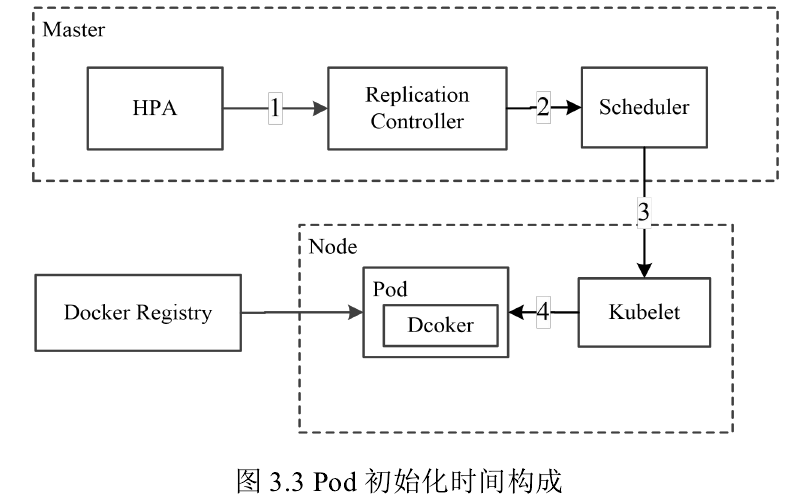 Master
HPA
1
Replication
Controller
2
Scheduler
3
Node
Docker Registry
Pod
Dcoker
4
Kubelet
图 3.3 Pod 初始化时间构成